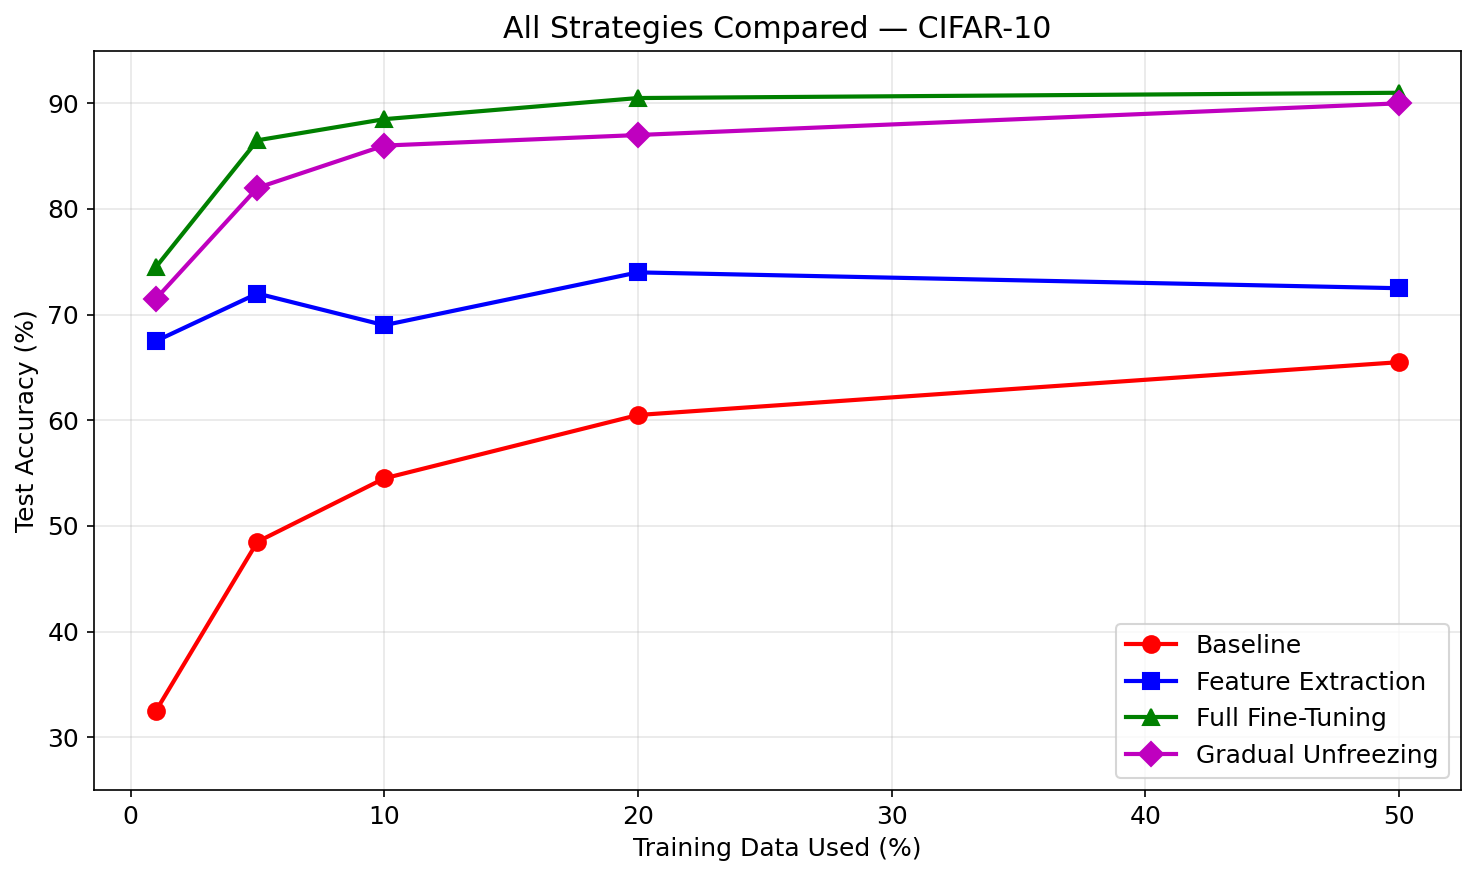 All Strategies Compared — CIFAR-10
Test Accuracy (%)
90
80
70
60
50
40
30
Baseline
Feature Extraction
Full Fine-Tuning
Gradual Unfreezing
0 10 20 30 40 50
Training Data Used (%)